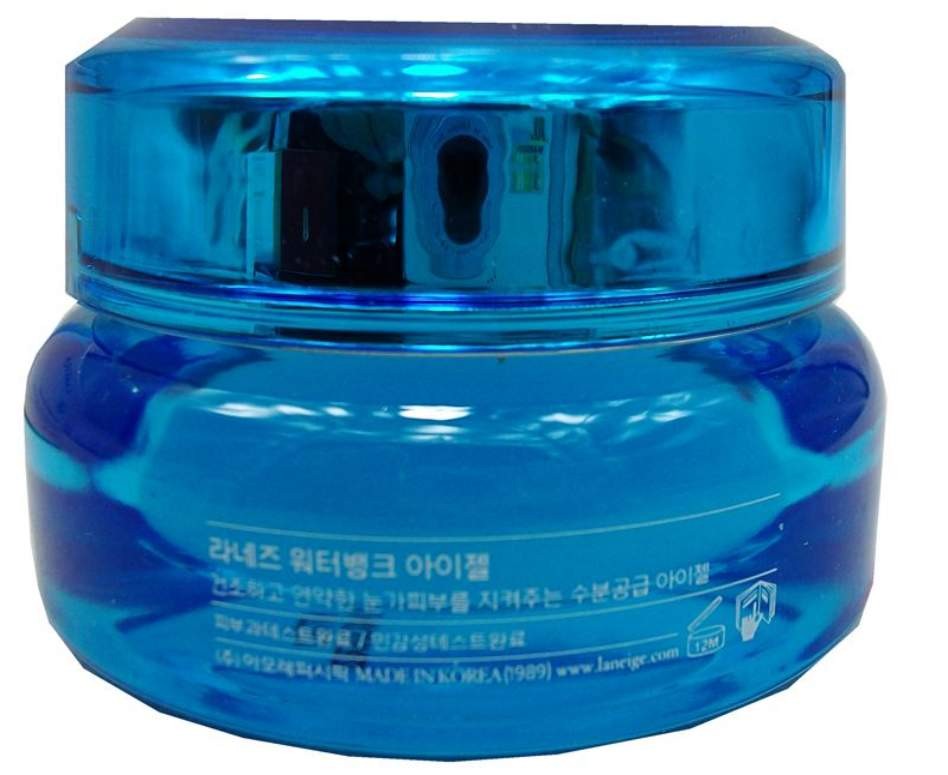 라네즈 워터뱅크 아이젤
건조하고 연약한 눈가피부를 지켜주는 수분공급 아이젤
피부과테스트완료 / 민감성테스트완료
(주)아모레퍼시픽 MADE IN KOREA (1989) www.laneige.com
12M